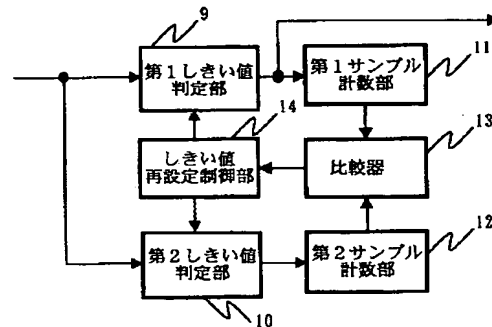 9
第1しきい値
判定部
第1サンプル
計数部
11
14
しきい値
再設定制御部
比較器
13
第2しきい値
判定部
第2サンプル
計数部
12
10